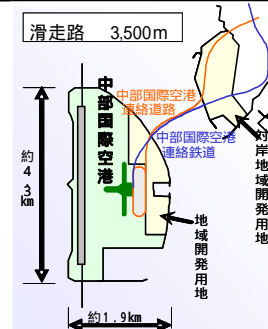 滑走路 3,500m
中部国際空港
中部国際空港
連絡道路
中部国際空港
連絡鉄道
対岸地域開発用地
地域開発用地
約4.3km
約1.9km